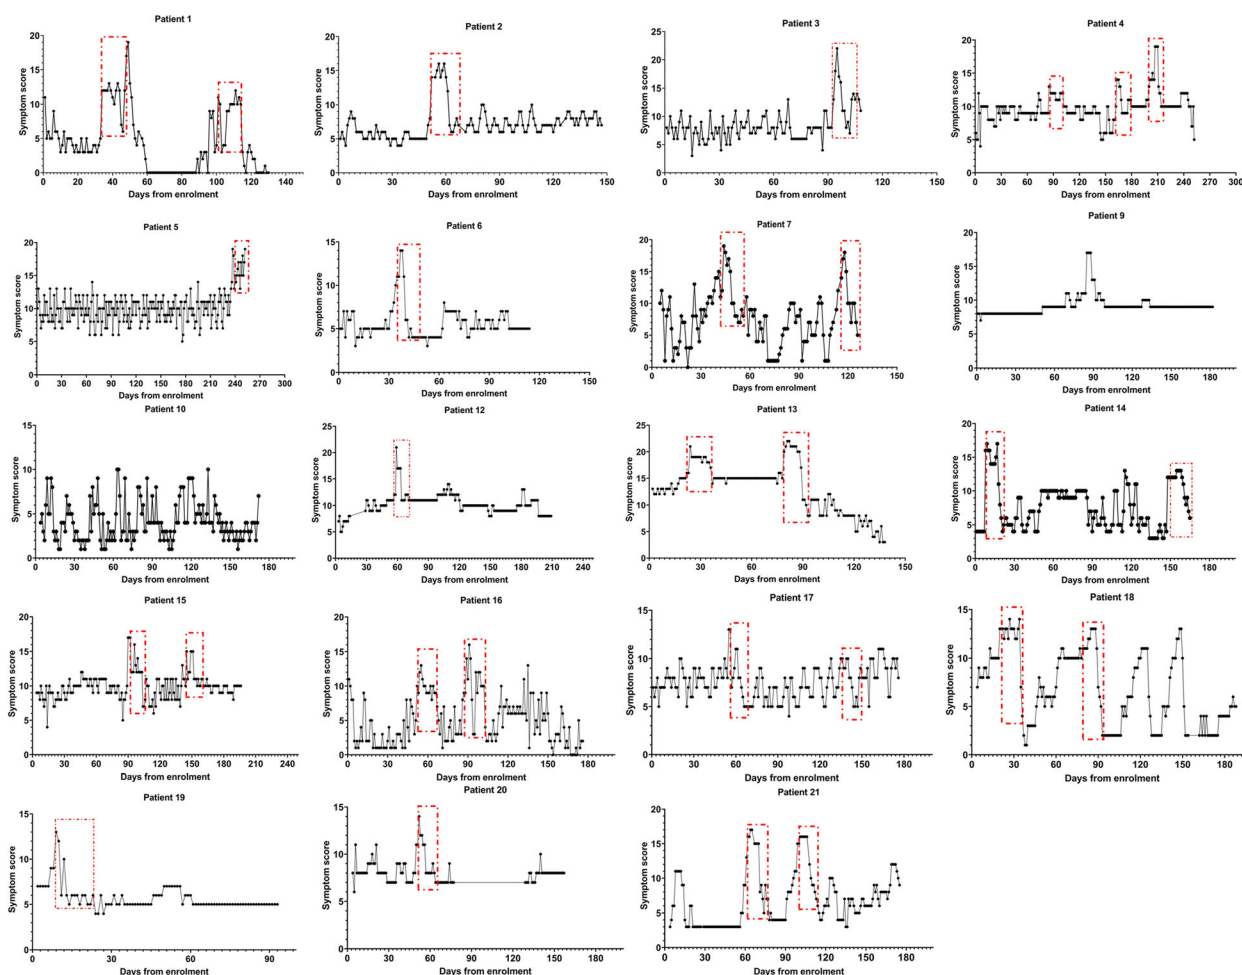 Patient 1
Symptom score
20
15
10
5
0
0 20 40 60 80 100 120 140
Days from enrolment
Patient 2
Symptom score
20
15
10
5
0
0 30 60 90 120 150
Days from enrolment
Patient 3
Symptom score
25
20
15
10
5
0
0 30 60 90 120 150
Days from enrolment
Patient 4
Symptom score
20
15
10
5
0
0 30 60 90 120 150 180 210 240 270 300
Days from enrolment
Patient 5
Symptom score
20
15
10
5
0
0 30 60 90 120 150 180 210 240 270 300
Days from enrolment
Patient 6
Symptom score
15
10
5
0
0 30 60 90 120 150
Days from enrolment
Patient 7
Symptom score
20
15
10
5
0
0 30 60 90 120 150
Days from enrolment
Patient 9
Symptom score
20
15
10
5
0
0 30 60 90 120 150 180
Days from enrolment
Patient 10
Symptom score
15
10
5
0
0 30 60 90 120 150 180
Days from enrolment
Patient 12
Symptom score
25
20
15
10
5
0
0 30 60 90 120 150 180 210 240
Days from enrolment
Patient 13
Symptom score
25
20
15
10
5
0
0 30 60 90 120 150
Days from enrolment
Patient 14
Symptom score
20
15
10
5
0
0 30 60 90 120 150 180
Days from enrolment
Patient 15
Symptom score
20
15
10
5
0
0 30 60 90 120 150 180 210 240
Days from enrolment
Patient 16
Symptom score
20
15
10
5
0
0 30 60 90 120 150 180 200
Days from enrolment
Patient 17
Symptom score
15
10
5
0
0 30 60 90 120 150 180 200
Days from enrolment
Patient 18
Symptom score
15
10
5
0
0 30 60 90 120 150 180
Days from enrolment
Patient 19
Symptom score
15
10
5
0
0 30 60 90
Days from enrolment
Patient 20
Symptom score
15
10
5
0
0 30 60 90 120 150 180 200
Days from enrolment
Patient 21
Symptom score
20
15
10
5
0
0 30 60 90 120 150 180 200
Days from enrolment